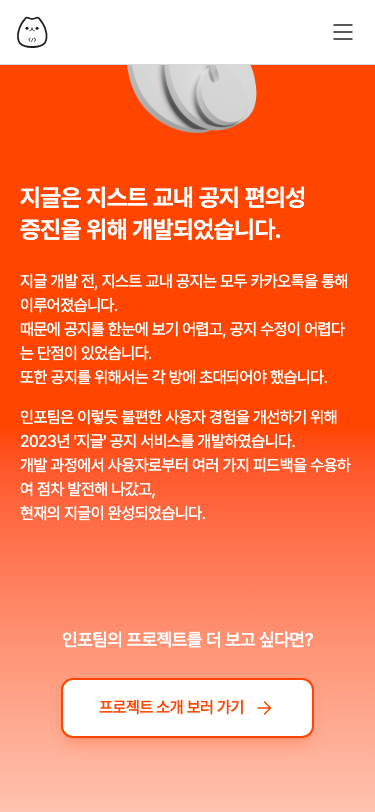 지글은 지스트 교내 공지 편의성
증진을 위해 개발되었습니다.
지글 개발 전, 지스트 교내 공지는 모두 카카오톡을 통해
이루어졌습니다.
때문에 공지를 한눈에 보기 어렵고, 공지 수정이 어렵다
는 단점이 있었습니다.
또한 공지를 위해서는 각 방에 초대되어야 했습니다.
인포팀은 이렇듯 불편한 사용자 경험을 개선하기 위해
2023년 '지글' 공지 서비스를 개발하였습니다.
개발 과정에서 사용자로부터 여러 가지 피드백을 수용하
여 점차 발전해 나갔고,
현재의 지글이 완성되었습니다.
인포팀의 프로젝트를 더 보고 싶다면?
프로젝트 소개 보러 가기 →